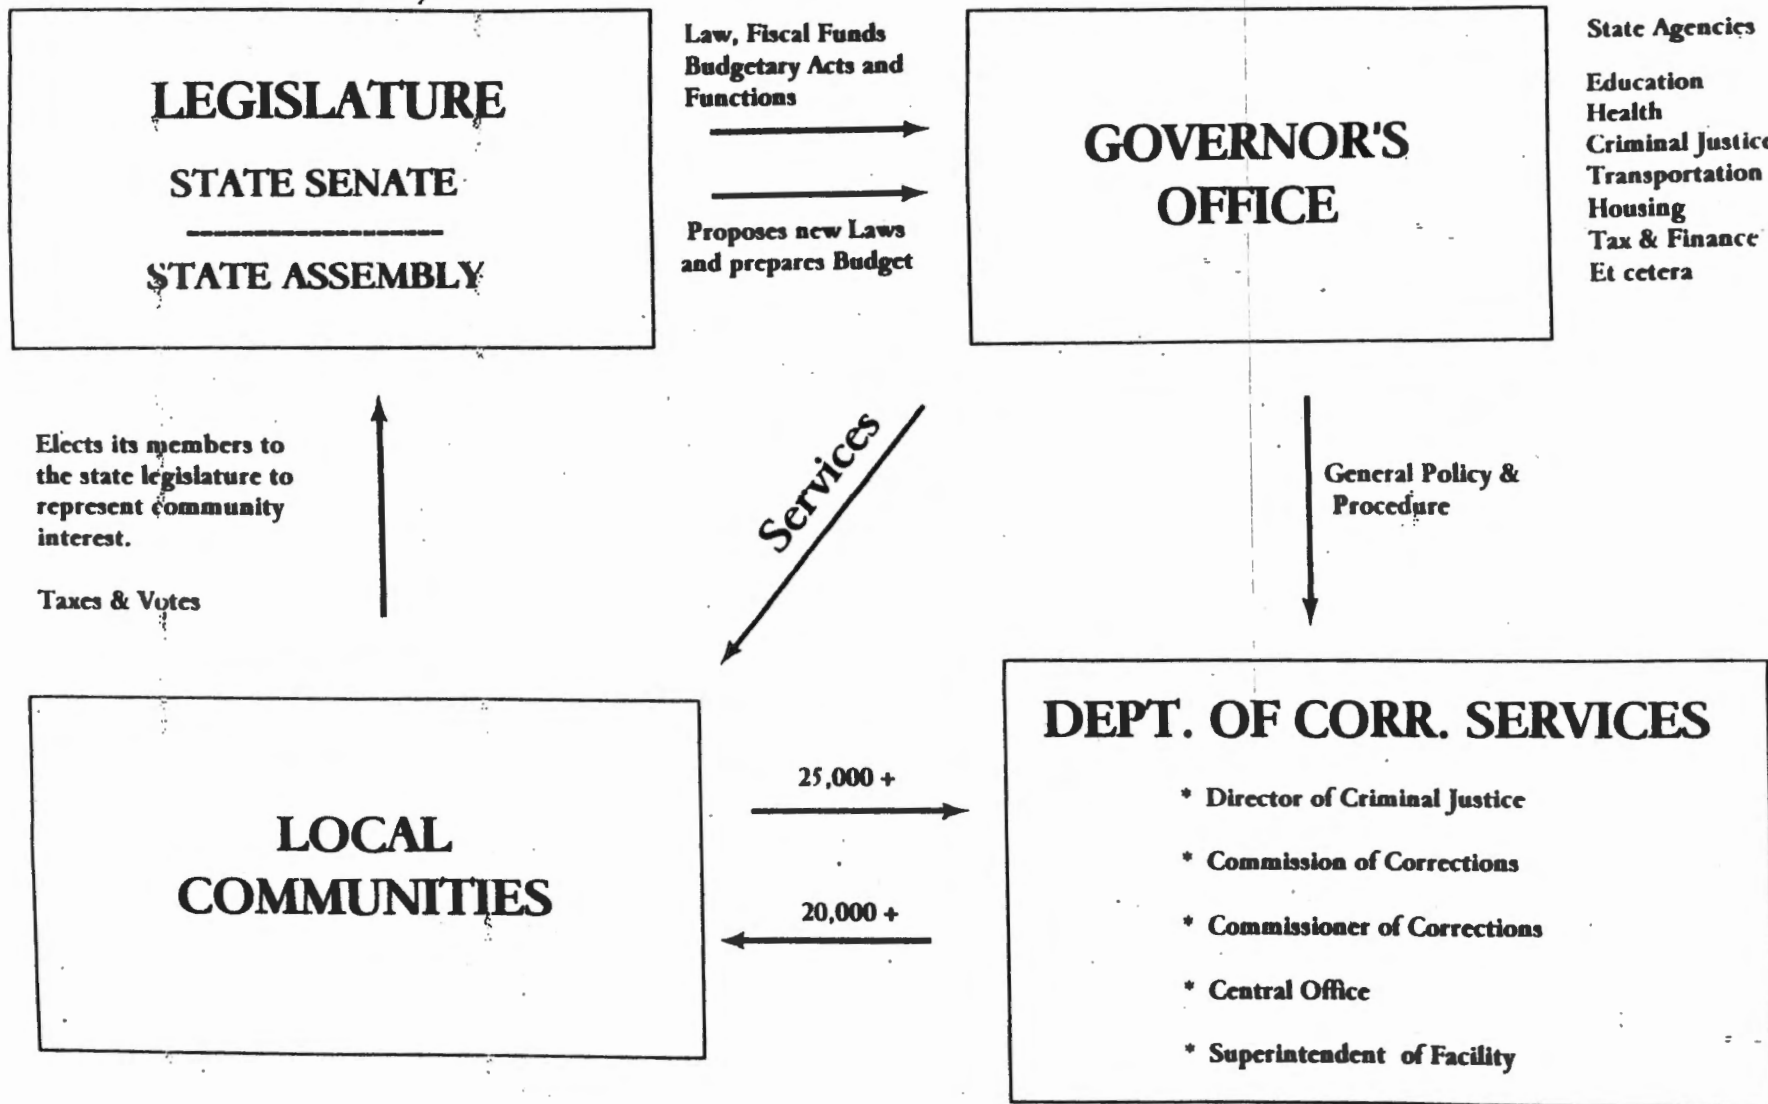 LEGISLATURE
STATE SENATE
STATE ASSEMBLY
Law, Fiscal Funds
Budgetary Acts and
Functions
Proposes new Laws
and prepares Budget
GOVERNOR'S
OFFICE
State Agencies
Education
Health
Criminal Justice
Transportation
Housing
Tax & Finance
Et cetera
Elects its members to
the state legislature to
represent community
interest.
Taxes & Votes
Services
General Policy &
Procedure
LOCAL
COMMUNITIES
25,000 +
20,000 +
DEPT. OF CORR. SERVICES
* Director of Criminal Justice
* Commission of Corrections
* Commissioner of Corrections
* Central Office
* Superintendent of Facility